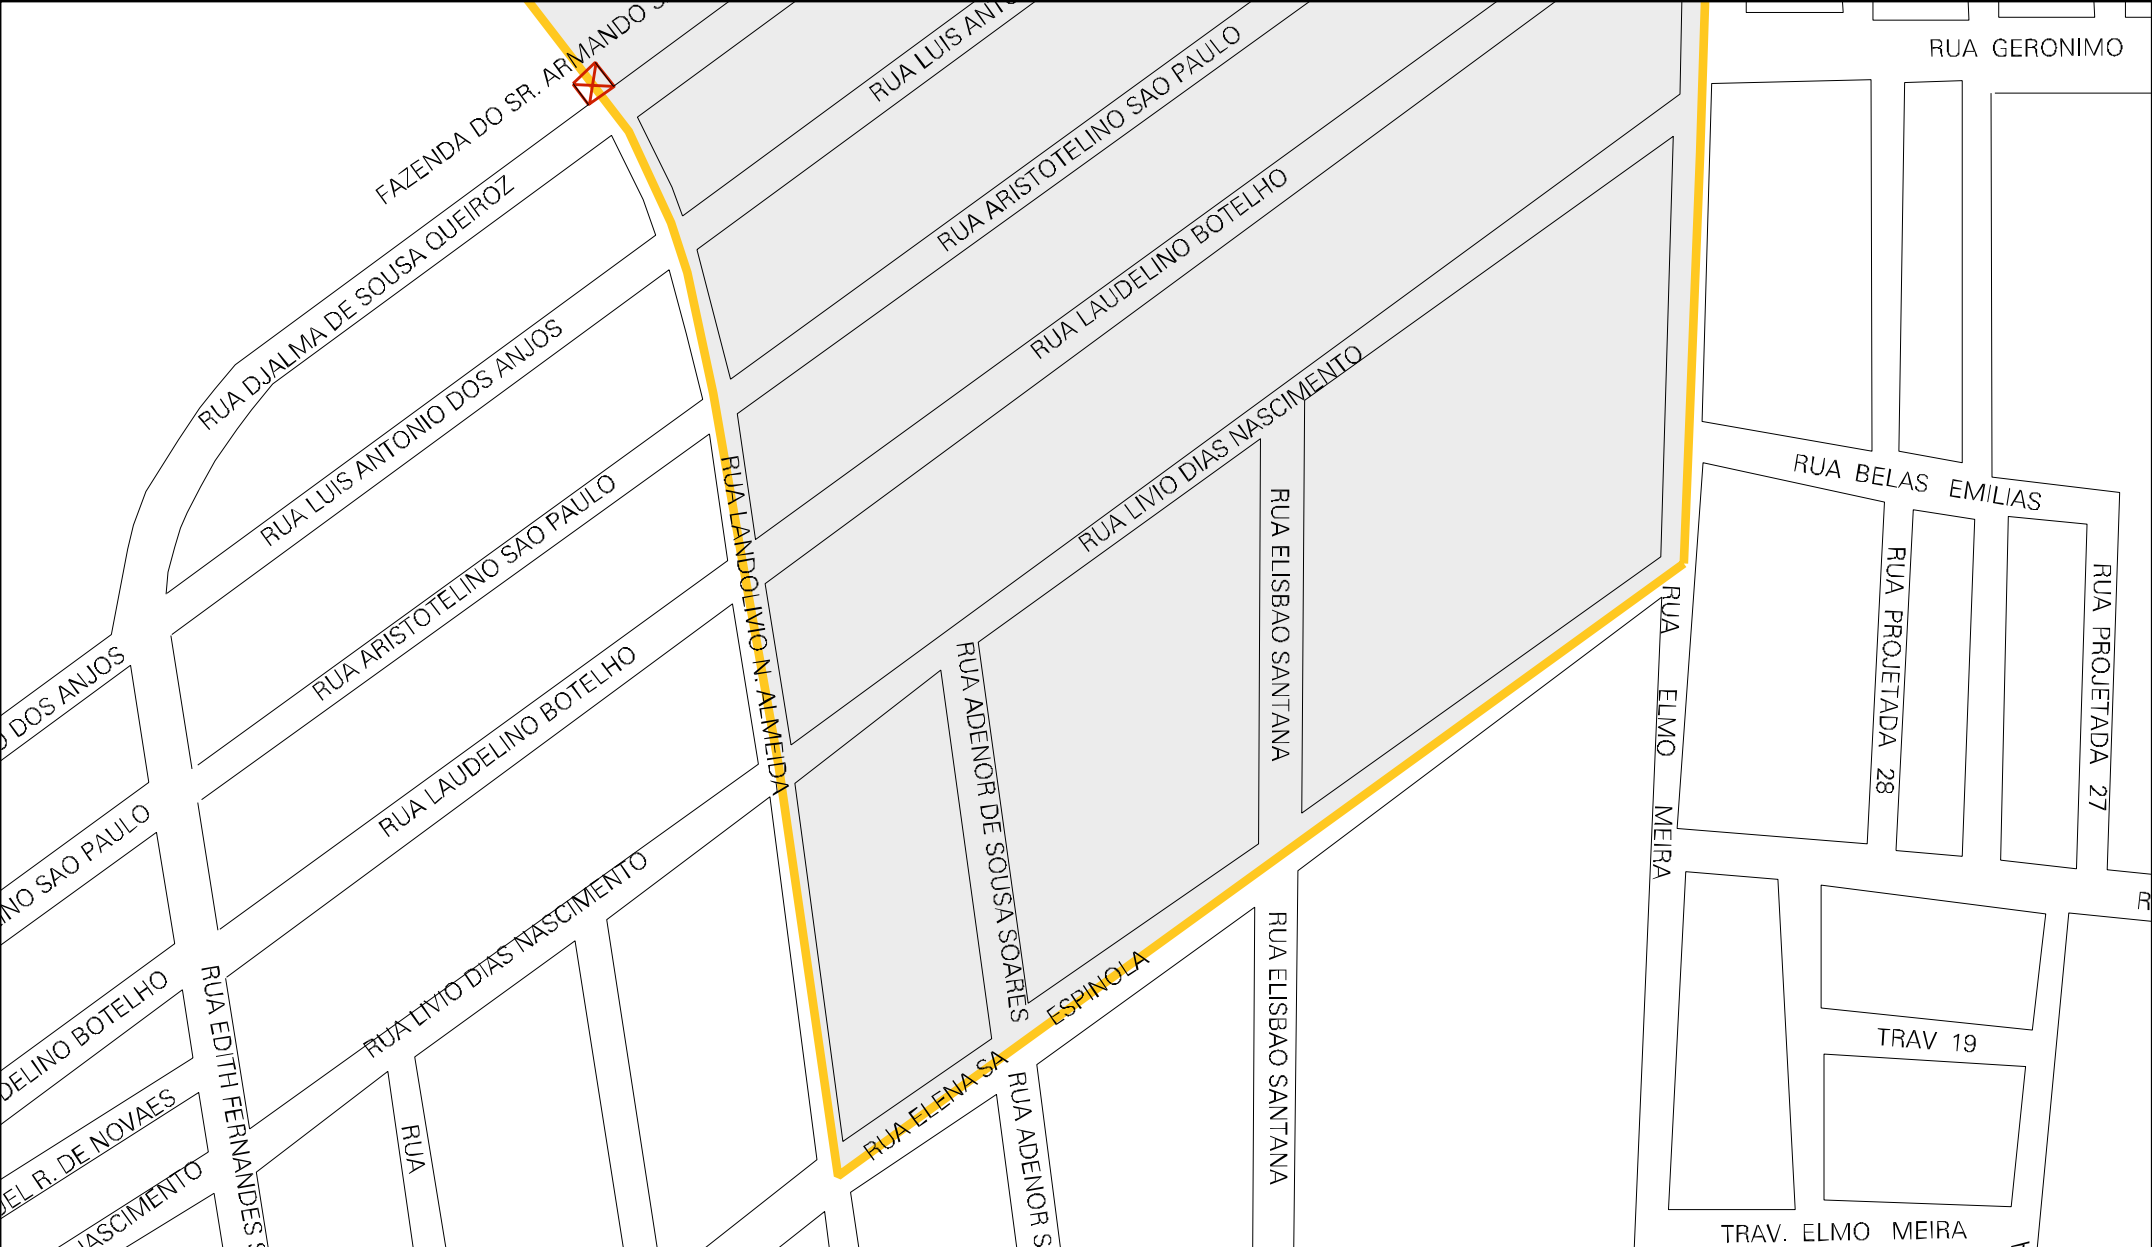 FAZENDA DO SR. ARMANDO
RUA LUIS
RUA GERONIMO
RUA ARISTOTELINO SAO PAULO
RUA DJALMA DE SOUSA QUEIROZ
RUA LAUDELINO BOTELHO
RUA LUIS ANTONIO DOS ANJOS
RUA LIVIO DIAS NASCIMENTO
RUA BELAS EMILIAS
RUA ARISTOTELINO SAO PAULO
RUA LANDOLIVIO N. ALMEIDA
RUA ELISBAO SANTANA
RUA PROJETADA 28
RUA PROJETADA 27
RUA ELMO MEIRA
DOS ANJOS
RUA LAUDELINO BOTELHO
RUA ADENOR DE SOUSA SOARES
SAO PAULO
RUA LIVIO DIAS NASCIMENTO
RUA ELENA SA ESPINOLA
RUA ELISBAO SANTANA
DELINO BOTELHO
RUA EDITH FERNANDES S
TRAV 19
RUA ADENOR S
UEL R. DE NOVAES
RUA
NASCIMENTO
TRAV. ELMO MEIRA